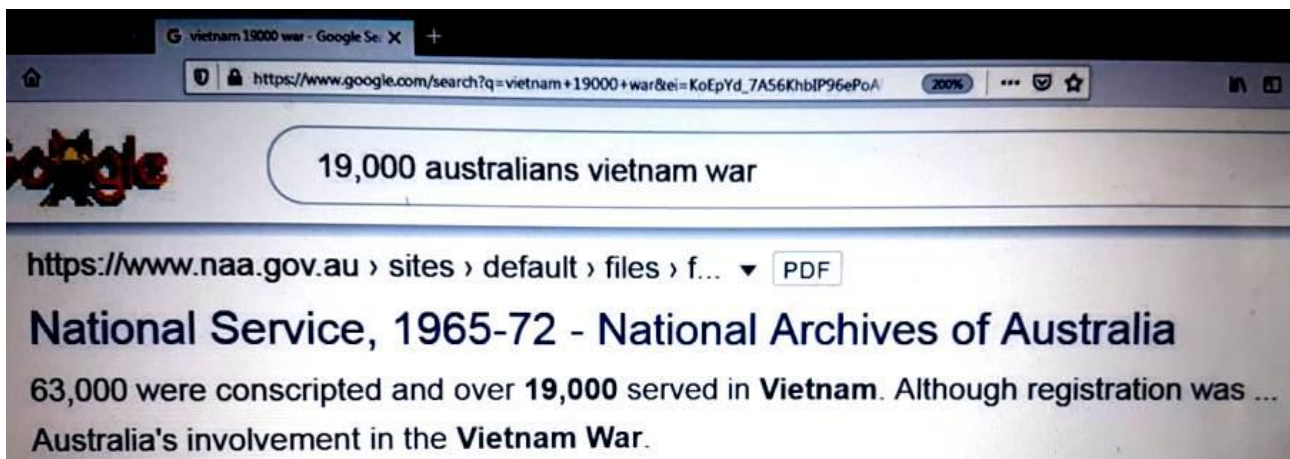 G vietnam 19000 war - Google Se
https://www.google.com/search?q=vietnam+19000+war&ei=KoEpYd_7A56KhbIP96ePoA
200%
Google
19,000 australians vietnam war
https://www.naa.gov.au › sites › default › files › f... PDF
National Service, 1965-72 - National Archives of Australia
63,000 were conscripted and over 19,000 served in Vietnam. Although registration was ...
Australia's involvement in the Vietnam War.